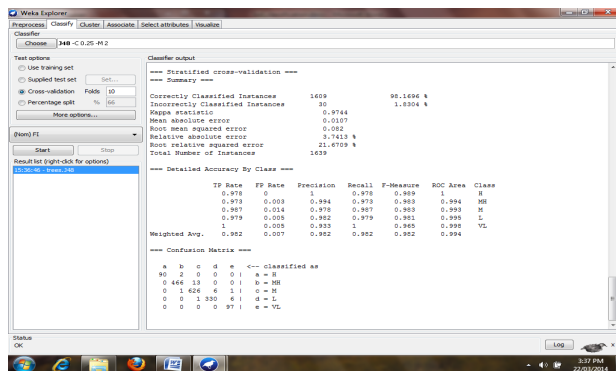 Weka Explorer
Preprocess Classify Cluster Associate Select attributes Visualize
Classifier
Choose J48 -C 0.25 -M 2
Test options
Use training set
Supplied test set Set...
Cross-validation Folds 10
Percentage split % 66
More options...
(Nom) FI
Start Stop
Result list (right-click for options)
15:36:46 - trees.J48
Classifier output
=== Stratified cross-validation ===
=== Summary ===
Correctly Classified Instances 1609 98.1696 %
Incorrectly Classified Instances 30 1.8304 %
Kappa statistic 0.9744
Mean absolute error 0.0107
Root mean squared error 0.082
Relative absolute error 3.7413 %
Root relative squared error 21.6709 %
Total Number of Instances 1639
=== Detailed Accuracy By Class ===
TP Rate FP Rate Precision Recall F-Measure ROC Area Class
0.978 0 1 0.978 0.989 1 H
0.973 0.003 0.994 0.973 0.983 0.994 MH
0.987 0.014 0.978 0.987 0.983 0.993 M
0.979 0.005 0.982 0.979 0.981 0.995 L
1 0.005 0.933 1 0.965 0.998 VL
Weighted Avg. 0.982 0.007 0.982 0.982 0.982 0.994
=== Confusion Matrix ===
a b c d e <-- classified as
90 2 0 0 0 | a = H
0 466 13 0 0 | b = MH
0 1 626 6 1 | c = M
0 0 1 330 6 | d = L
0 0 0 0 97 | e = VL
Status
OK
Log
x 0
3:37 PM
22/03/2014